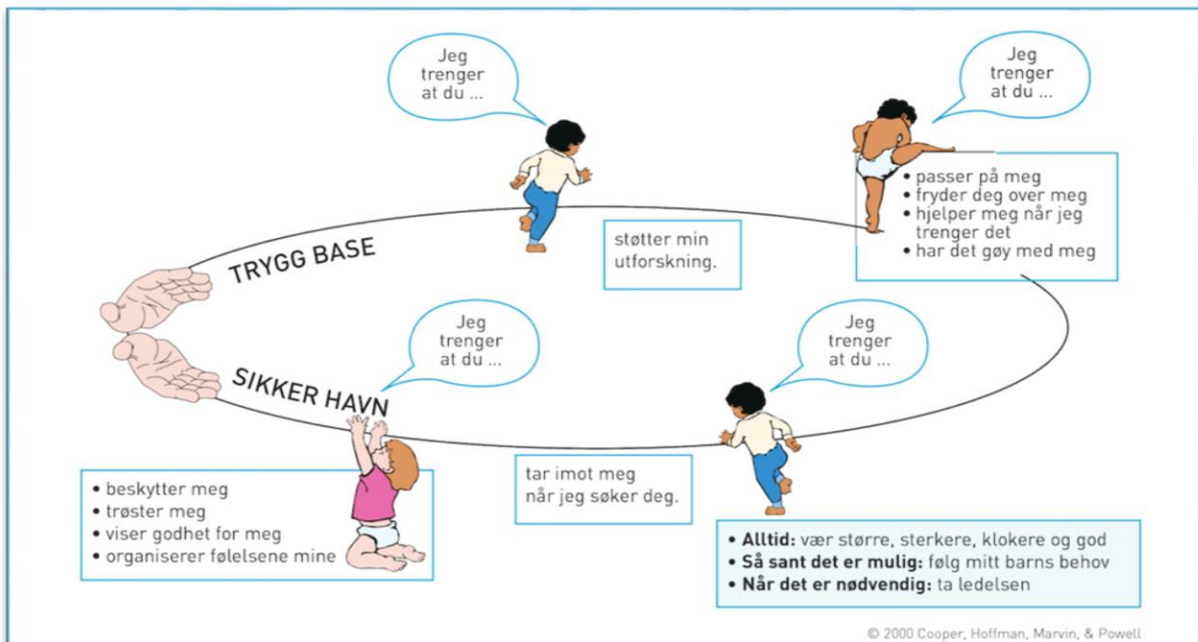 Jeg
trenger
at du ...
Jeg
trenger
at du ...
• passer på meg
• fryder deg over meg
• hjelper meg når jeg
trenger det
• har det gøy med meg
støtter min
utforskning.
TRYGG BASE
SIKKER HAVN
Jeg
trenger
at du ...
Jeg
trenger
at du ...
• beskytter meg
• trøster meg
• viser godhet for meg
• organiserer følelsene mine
tar imot meg
når jeg søker deg.
• Alltid: vær større, sterkere, klokere og god
• Så sant det er mulig: følg mitt barns behov
• Når det er nødvendig: ta ledelsen
© 2000 Cooper, Hoffman, Marvin, & Powell